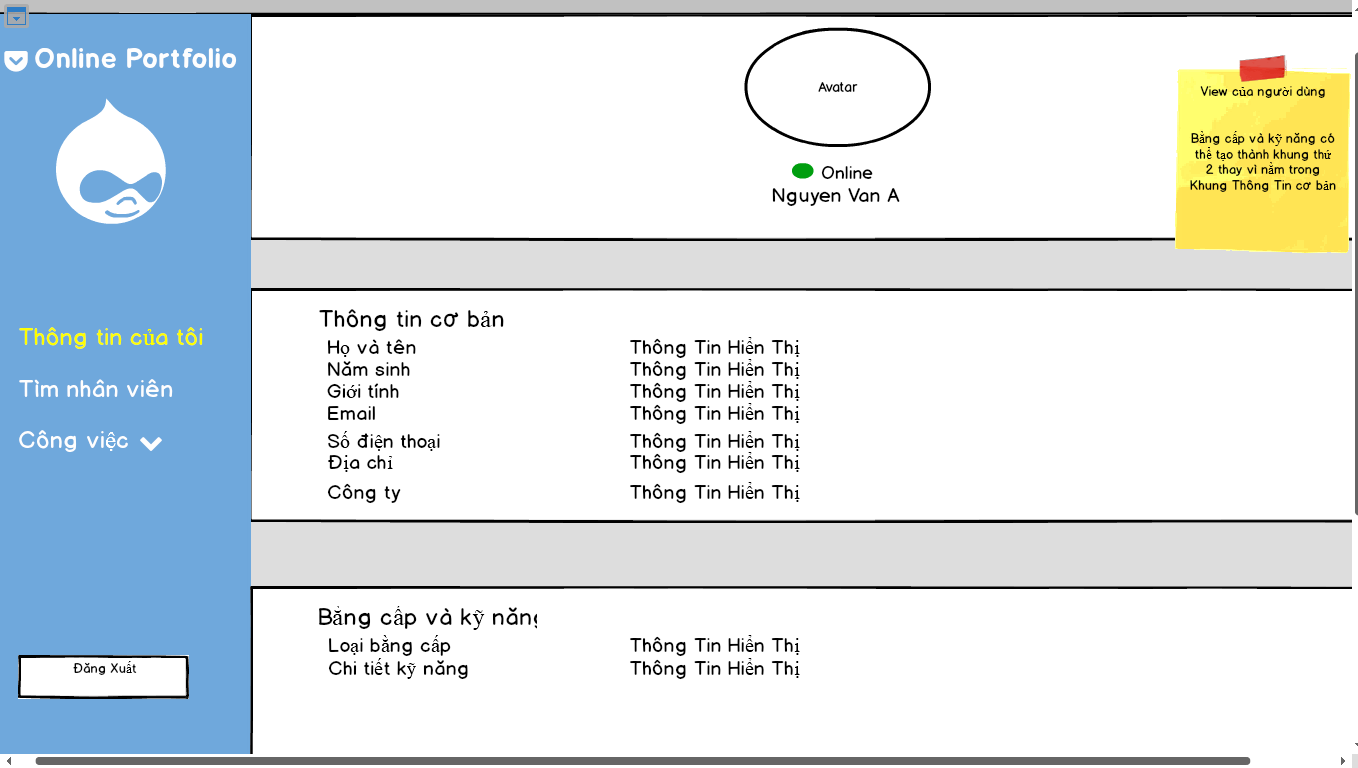 Online Portfolio
Thông tin của tôi
Tìm nhân viên
Công việc
Đăng Xuất
Avatar
Online
Nguyen Van A
View của người dùng
Bằng cấp và kỹ năng có
thể tạo thành khung thứ
2 thay vì nằm trong
Khung Thông Tin cơ bản
Thông tin cơ bản
Họ và tên Thông Tin Hiển Thị
Năm sinh Thông Tin Hiển Thị
Giới tính Thông Tin Hiển Thị
Email Thông Tin Hiển Thị
Số điện thoại Thông Tin Hiển Thị
Địa chỉ Thông Tin Hiển Thị
Công ty Thông Tin Hiển Thị
Bằng cấp và kỹ năng
Loại bằng cấp Thông Tin Hiển Thị
Chi tiết kỹ năng Thông Tin Hiển Thị